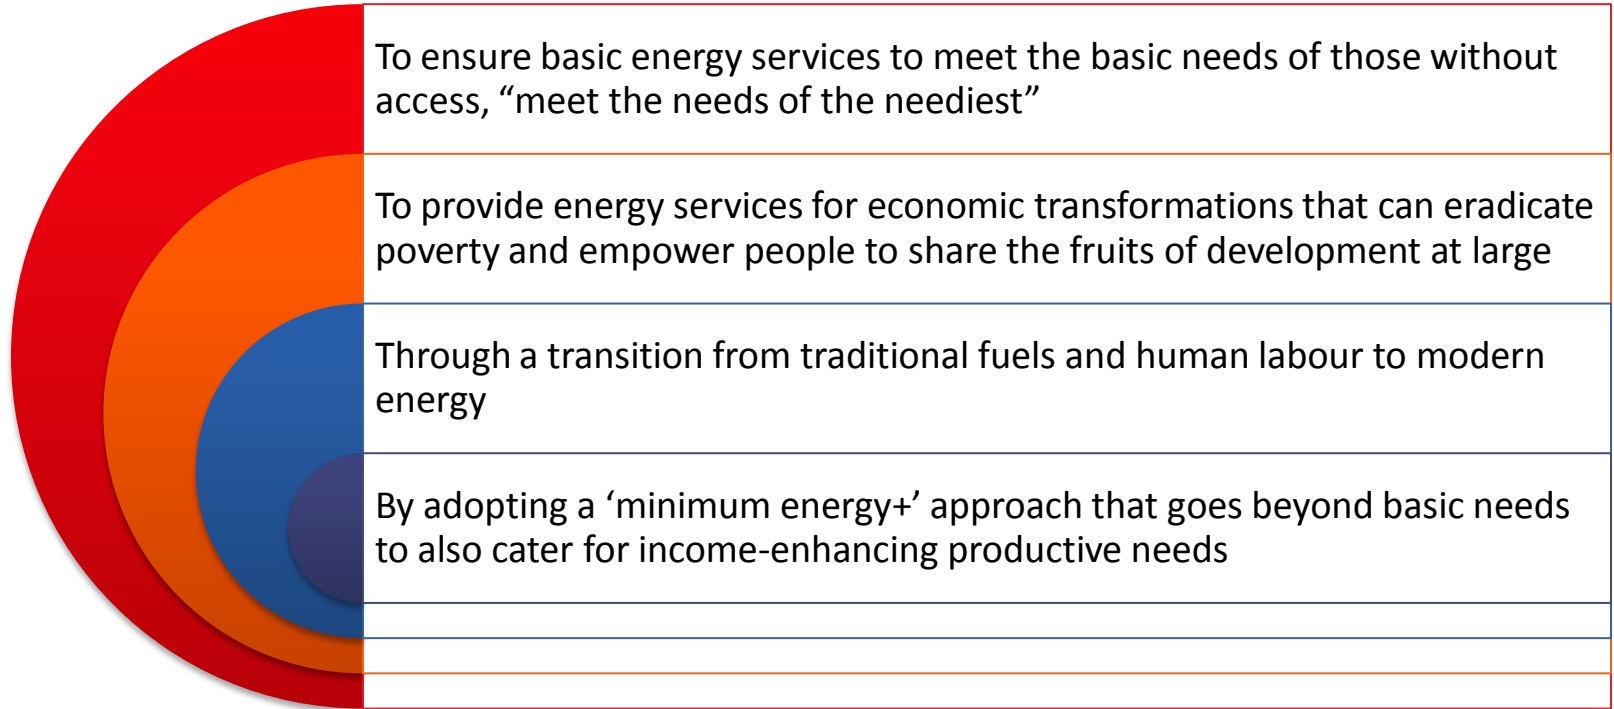 To ensure basic energy services to meet the basic needs of those without
access, “meet the needs of the neediest”
To provide energy services for economic transformations that can eradicate
poverty and empower people to share the fruits of development at large
Through a transition from traditional fuels and human labour to modern
energy
By adopting a ‘minimum energy+’ approach that goes beyond basic needs
to also cater for income-enhancing productive needs